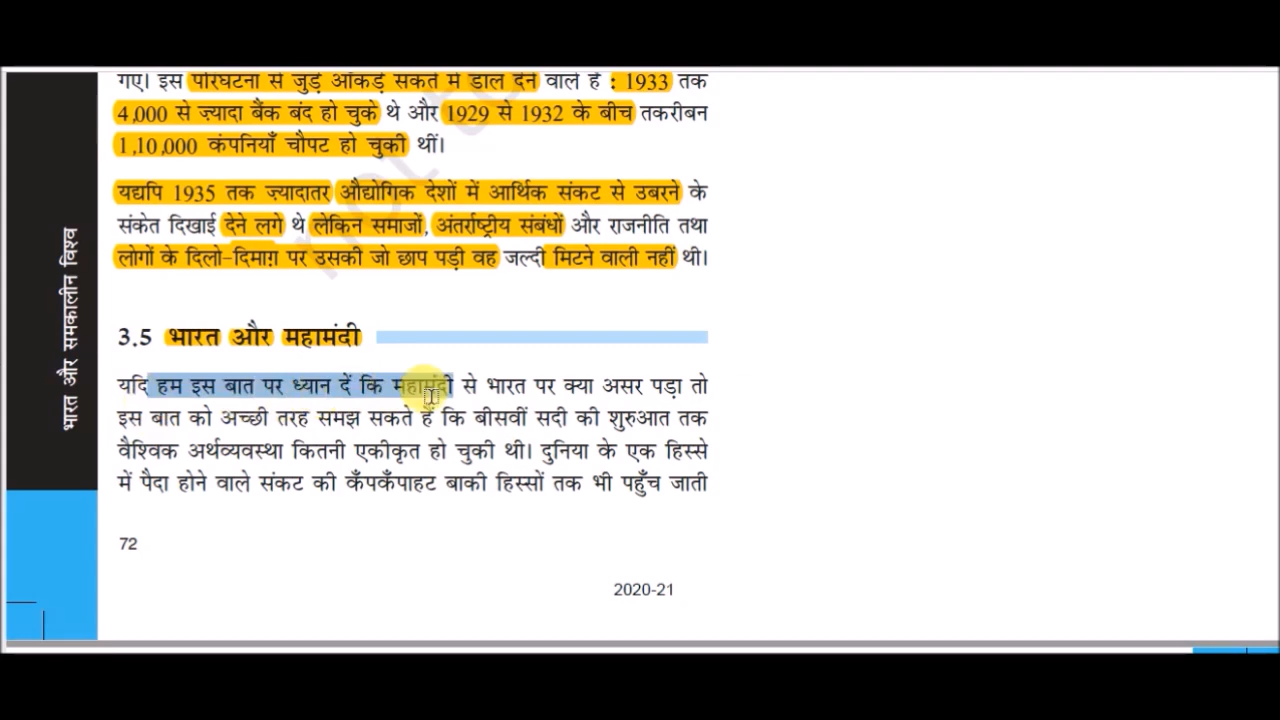 गए। इस परिघटना से जुड़े आँकड़े सकते में डाल देने वाले हैं : 1933 तक
4,000 से ज़्यादा बैंक बंद हो चुके थे और 1929 से 1932 के बीच तकरीबन
1,10,000 कंपनियाँ चौपट हो चुकी थीं।
यद्यपि 1935 तक ज़्यादातर औद्योगिक देशों में आर्थिक संकट से उबरने के
संकेत दिखाई देने लगे थे लेकिन समाजों, अंतर्राष्ट्रीय संबंधों और राजनीति तथा
लोगों के दिलो-दिमाग़ पर उसकी जो छाप पड़ी वह जल्दी मिटने वाली नहीं थी।
3.5 भारत और महामंदी
यदि हम इस बात पर ध्यान दें कि महामंदी से भारत पर क्या असर पड़ा तो
इस बात को अच्छी तरह समझ सकते हैं कि बीसवीं सदी की शुरुआत तक
वैश्विक अर्थव्यवस्था कितनी एकीकृत हो चुकी थी। दुनिया के एक हिस्से
में पैदा होने वाले संकट की कँपकँपाहट बाकी हिस्सों तक भी पहुँच जाती
भारत और समकालीन विश्व
72
2020-21